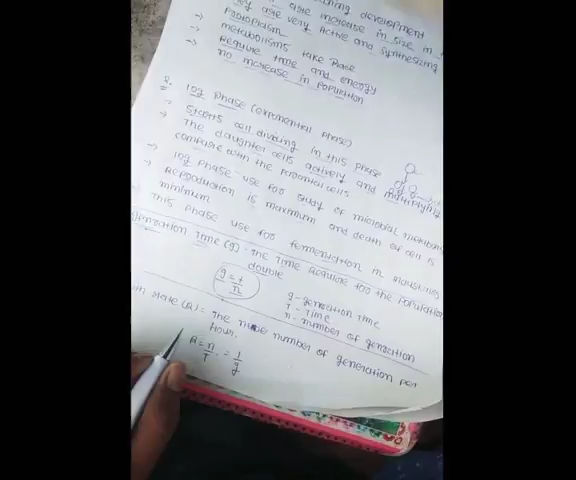 are increase in size in
they are very Active and synthesizing
protoplasm
→ metabolisms take place
→ Require time and energy
→ no increase in population
2. log phase (exponential phase)
→ starts cell dividing in this phase
→ The daughter cells actively and multiplying
compare with the parental cells
→ log phase use for study of microbial metabolism
→ Reproduction is maximum and death of cell is
minimum
This phase use for fermentation in industries
Generation Time (g) - The time require for the population
double
g = t/n
g - generation time
T - Time
n - number of generation
rate (R) = The number of generation per
Hour.
R = n/T = 1/g